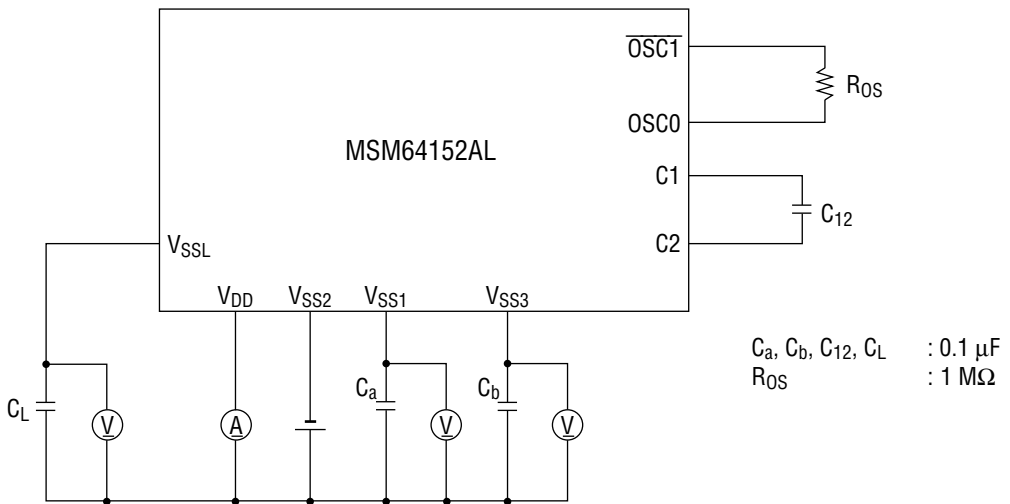 OSC1
R_OS
OSC0
MSM64152AL
C1
C_12
C2
V_SSL
V_DD V_SS2 V_SS1 V_SS3
C_a, C_b, C_12, C_L : 0.1 μF
R_OS : 1 MΩ
C_a C_b
C_L V A V V